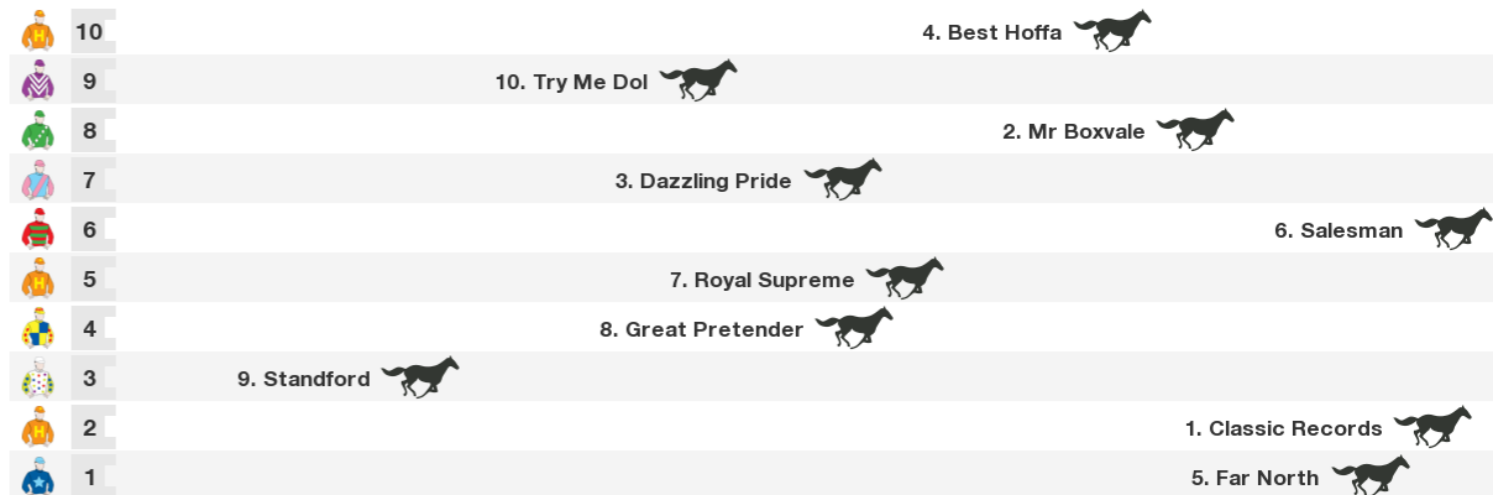 H 10 4. Best Hoffa
9 10. Try Me Dol
8 2. Mr Boxvale
7 3. Dazzling Pride
6 6. Salesman
H 5 7. Royal Supreme
4 8. Great Pretender
3 9. Standford
H 2 1. Classic Records
1 5. Far North